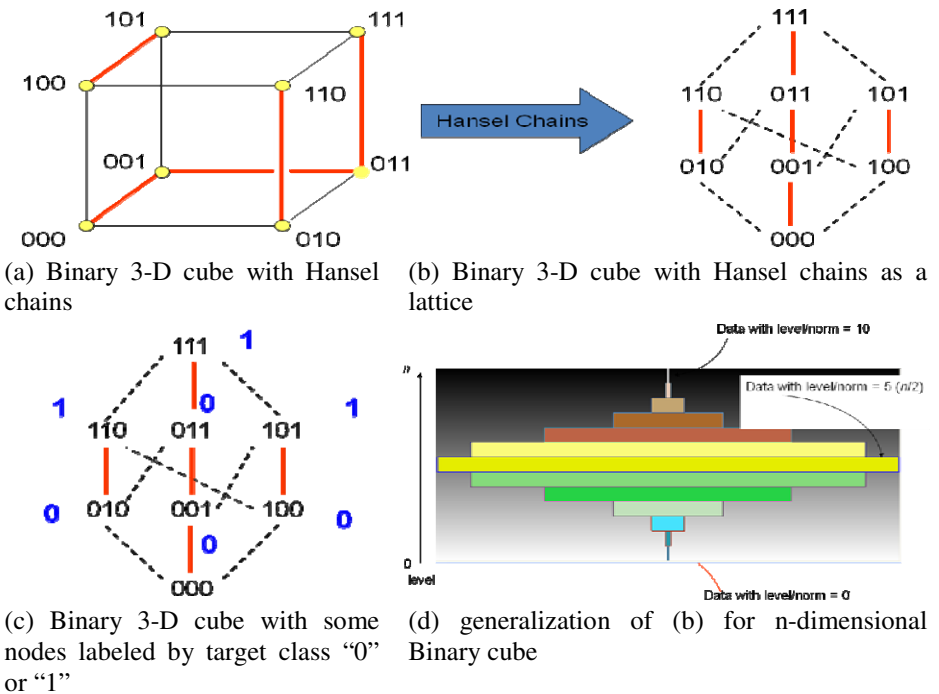 101 111
100 110
001 011
000 010
Hansel Chains
111
110 011 101
010 001 100
000
(a) Binary 3-D cube with Hansel
chains
(b) Binary 3-D cube with Hansel chains as a
lattice
111 1
1 0 1
110 011 101
010 001 100
0 0 0
000
(c) Binary 3-D cube with some
nodes labeled by target class “0”
or “1”
Data with level/norm = 10
n
Data with level/norm = 5 (n/2)
0
level
Data with level/norm = 0
(d) generalization of (b) for n-dimensional
Binary cube